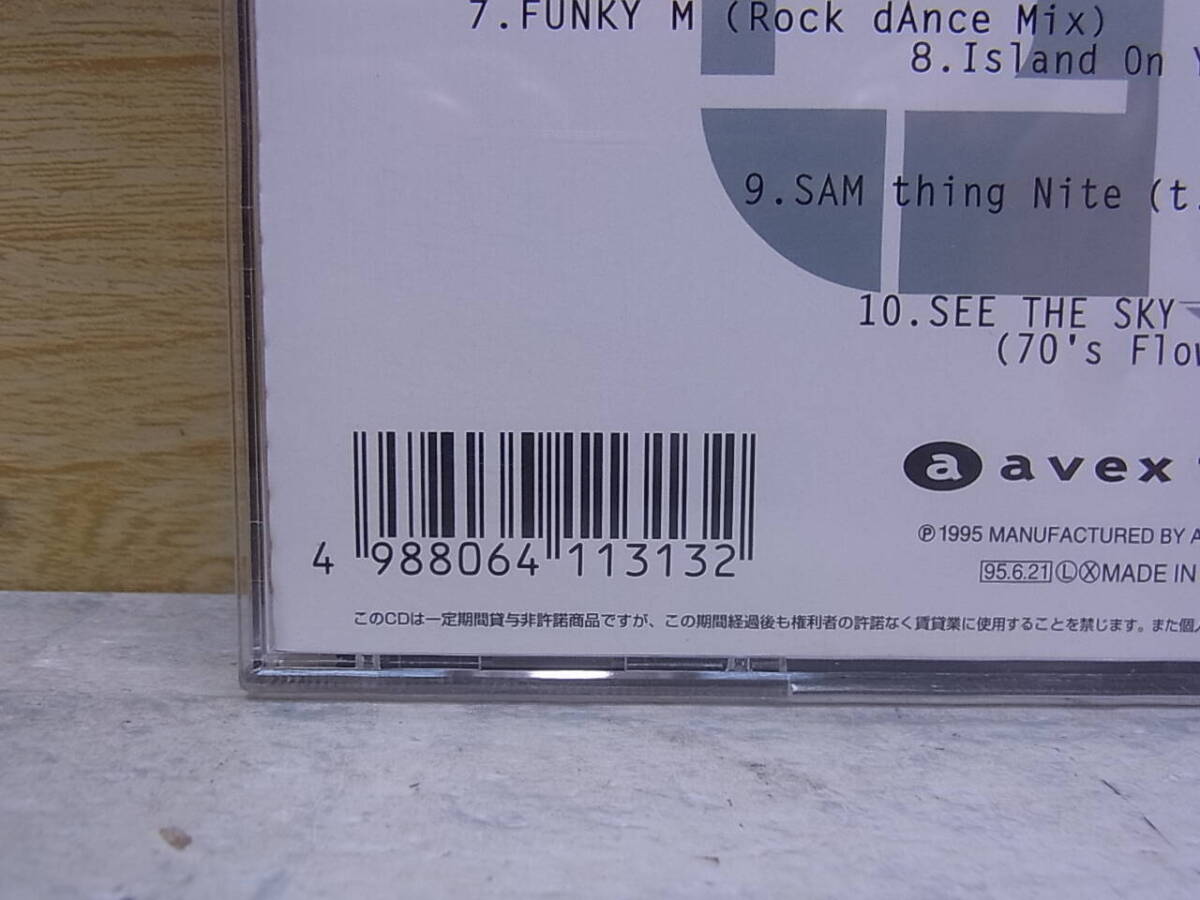 7.FUNKY M (Rock dAnce Mix)
8.Island On
9.SAM thing Nite (t.
10.SEE THE SKY
(70's Flow
a avex
4 988064 113132
Ⓟ1995 MANUFACTURED BY A
95.6.21 ⓁⓍMADE IN
このCDは一定期間貸与非許諾商品ですが、この期間経過後も権利者の許諾なく賃貸業に使用することを禁じます。また個人